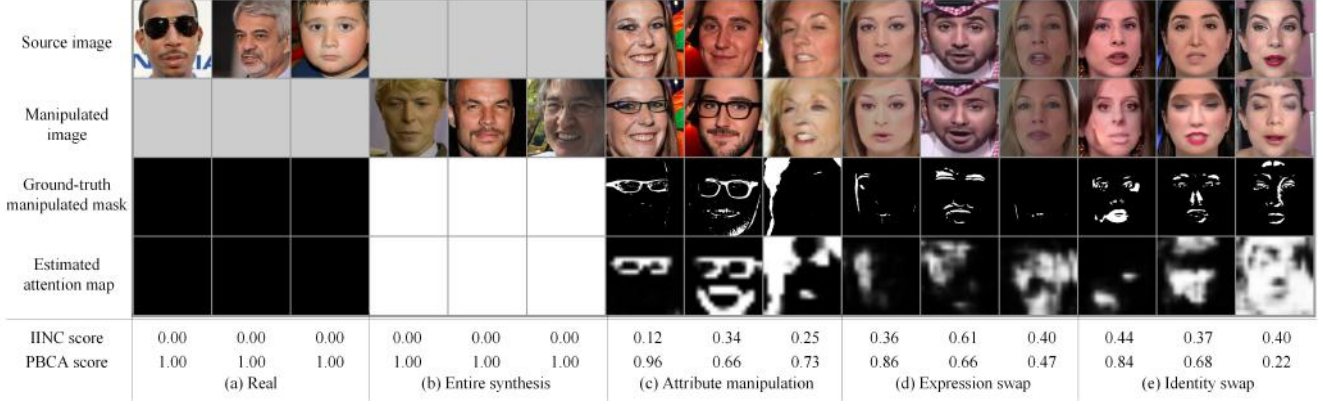 Source image
Manipulated
image
Ground-truth
manipulated mask
Estimated
attention map
IINC score 0.00 0.00 0.00 0.00 0.00 0.00 0.12 0.34 0.25 0.36 0.61 0.40 0.44 0.37 0.40
PBCA score 1.00 1.00 1.00 1.00 1.00 1.00 0.96 0.66 0.73 0.86 0.66 0.47 0.84 0.68 0.22
(a) Real (b) Entire synthesis (c) Attribute manipulation (d) Expression swap (e) Identity swap